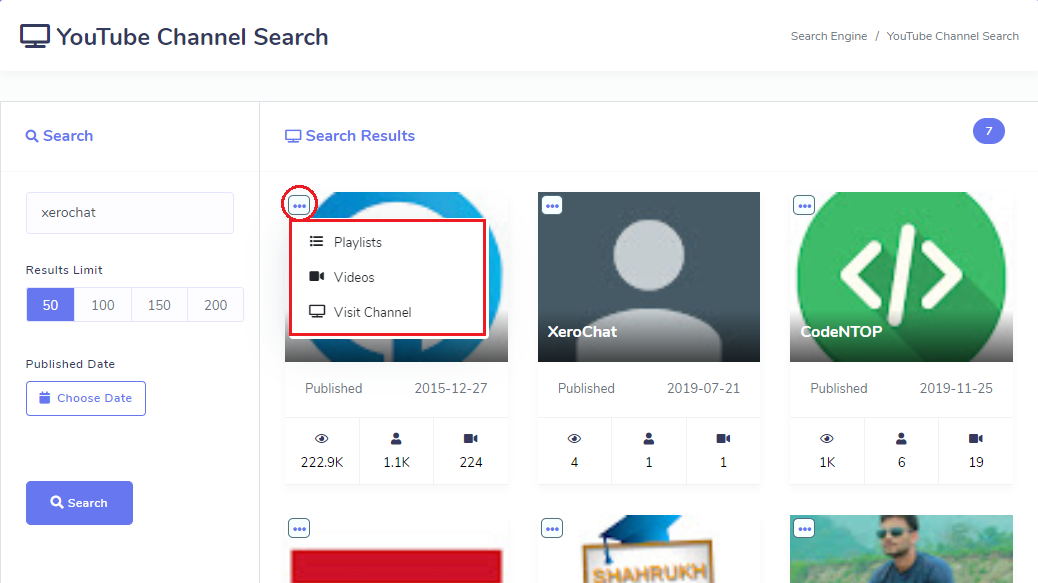 YouTube Channel Search
Search Engine / YouTube Channel Search
Search
Search Results
7
xerochat
Results Limit
50 100 150 200
Published Date
Choose Date
Search
Playlists
Videos
Visit Channel
Published 2015-12-27
222.9K 1.1K 224
XeroChat
Published 2019-07-21
4 1 1
CodeNTOP
Published 2019-11-25
1K 6 19
SHAHRUKH